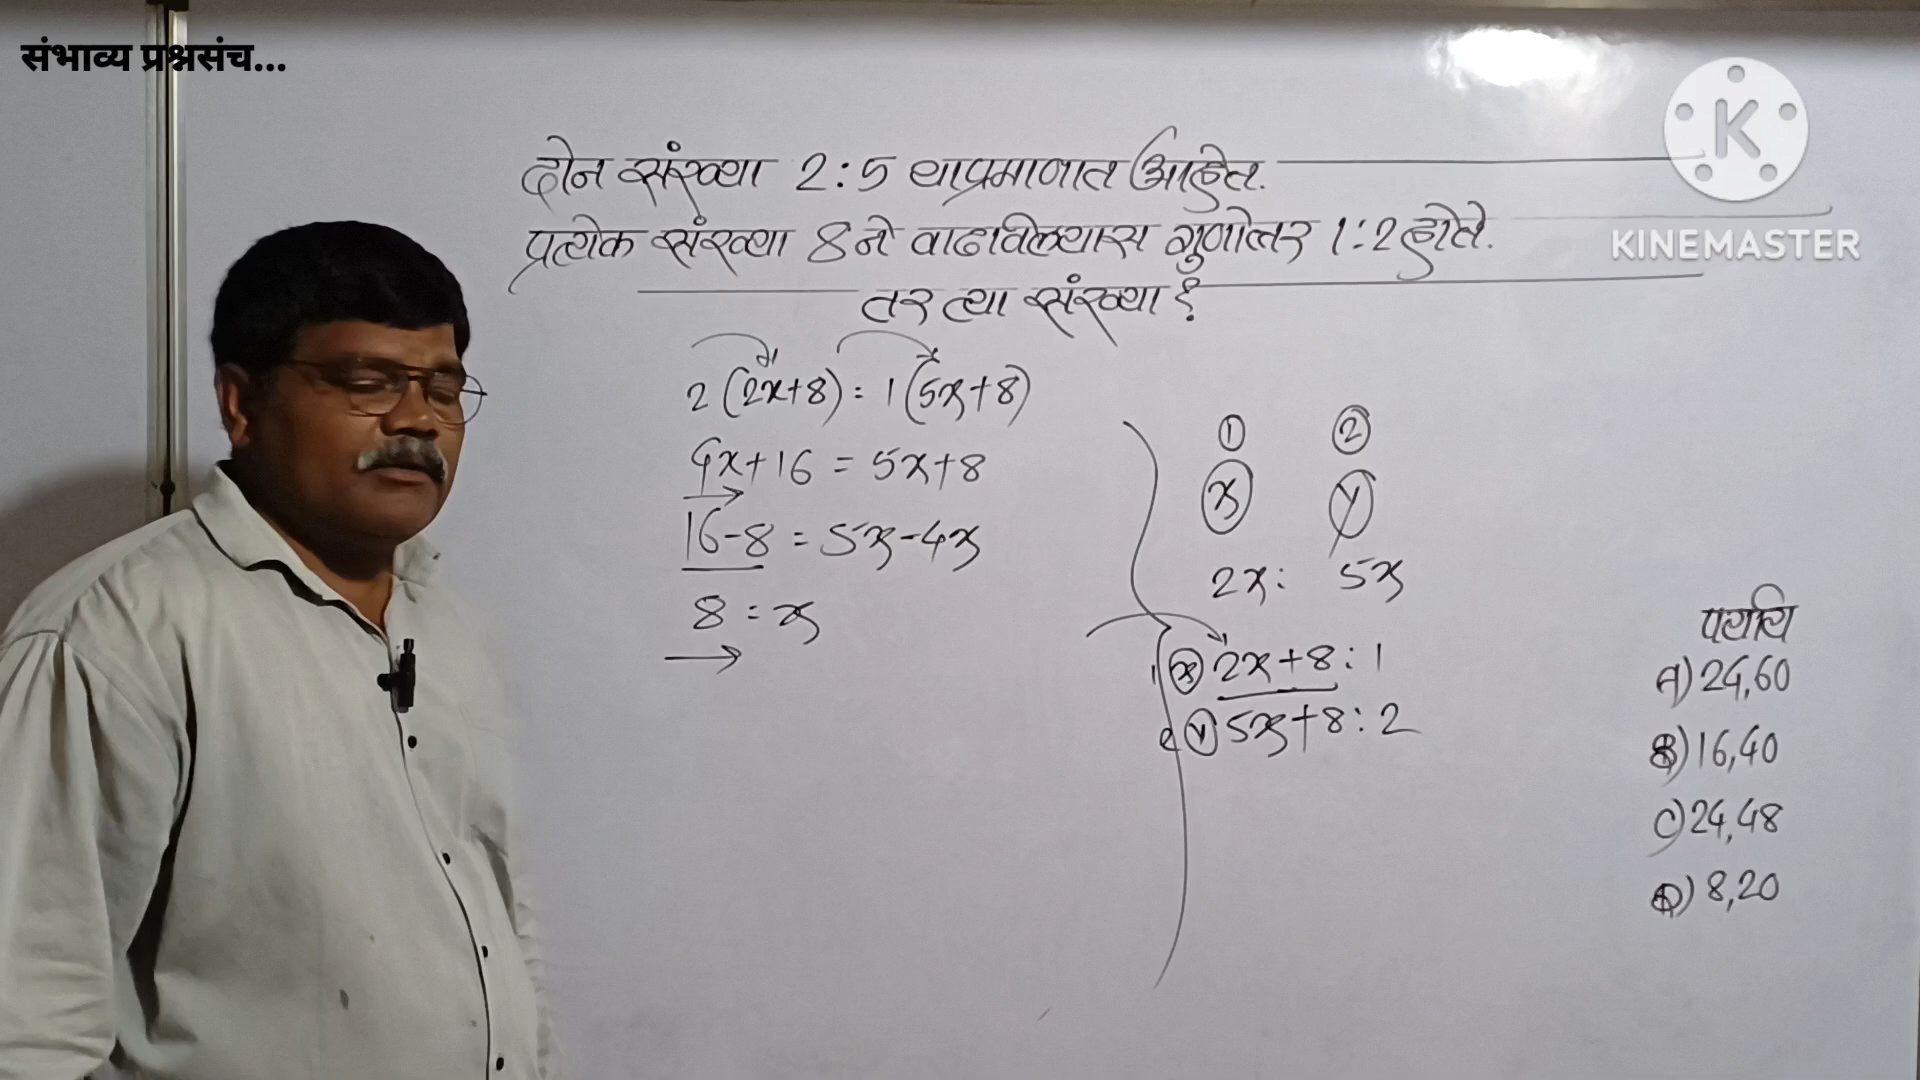 संभाव्य प्रश्नसंच...
दोन संख्या 2:5 याप्रमाणात आहेत.
प्रत्येक संख्या 8 ने वाढविल्यास गुणोत्तर 1:2 होते.
तर त्या संख्या ?
KINEMASTER
2(2x+8) = 1(5x+8)
4x+16 = 5x+8
16-8 = 5x-4x
8 = x
1 2
x y
2x : 5x
x 2x+8 : 1
y 5x+8 : 2
पर्याय
A) 24,60
B) 16,40
C) 24,48
D) 8,20